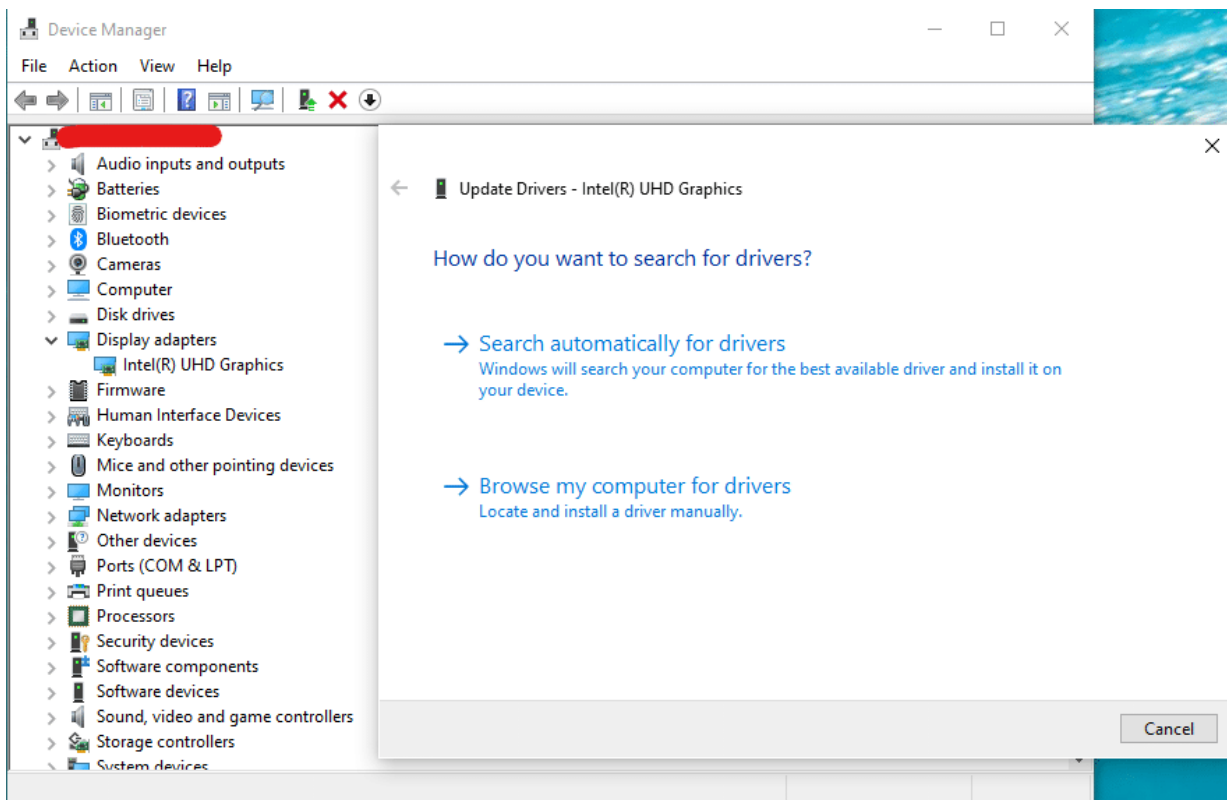 Device Manager
File Action View Help
Audio inputs and outputs
Batteries
Biometric devices
Bluetooth
Cameras
Computer
Disk drives
Display adapters
Intel(R) UHD Graphics
Firmware
Human Interface Devices
Keyboards
Mice and other pointing devices
Monitors
Network adapters
Other devices
Ports (COM & LPT)
Print queues
Processors
Security devices
Software components
Software devices
Sound, video and game controllers
Storage controllers
System devices
Update Drivers - Intel(R) UHD Graphics
How do you want to search for drivers?
Search automatically for drivers
Windows will search your computer for the best available driver and install it on
your device.
Browse my computer for drivers
Locate and install a driver manually.
Cancel